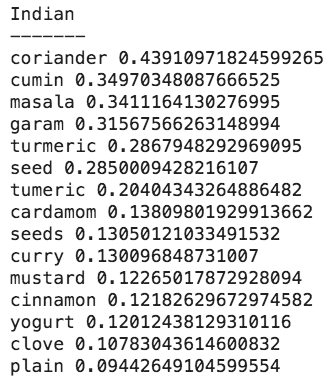 Indian
-------
coriander 0.43910971824599265
cumin 0.34970348087666525
masala 0.3411164130276995
garam 0.31567566263148994
turmeric 0.2867948292969095
seed 0.2850009428216107
tumeric 0.20404343264886482
cardamom 0.13809801929913662
seeds 0.13050121033491532
curry 0.130096848731007
mustard 0.12265017872928094
cinnamon 0.12182629672974582
yogurt 0.12012438129310116
clove 0.10783043614600832
plain 0.09442649104599554